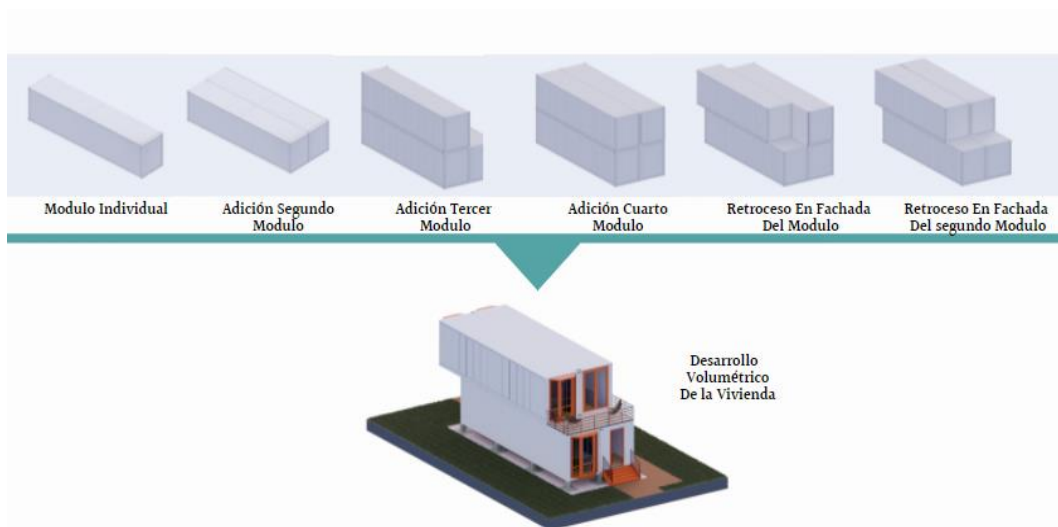 Modulo Individual
Adición Segundo
Modulo
Adición Tercer
Modulo
Adición Cuarto
Modulo
Retroceso En Fachada
Del Modulo
Retroceso En Fachada
Del segundo Modulo
Desarrollo
Volumétrico
De la Vivienda